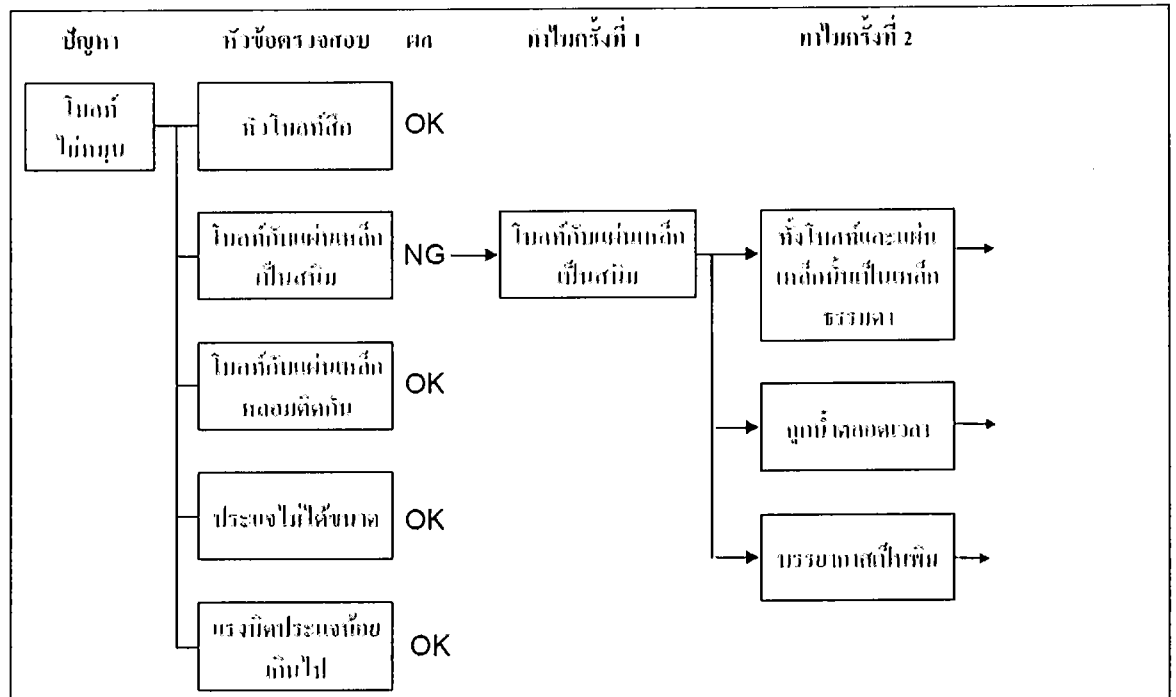 ปัญหา หัวข้อตรวจสอบ ผล ทำไมครั้งที่ 1 ทำไมครั้งที่ 2
โบลท์
ไม่หมุน
หัวโบลท์สึก OK
โบลท์กับแผ่นเหล็ก
เป็นสนิม
NG
โบลท์กับแผ่นเหล็ก
เป็นสนิม
ทั้งโบลท์และแผ่น
เหล็กนั้นเป็นเหล็ก
ธรรมดา
โบลท์กับแผ่นเหล็ก
หลอมติดกัน
OK
ถูกน้ำตลอดเวลา
ประแจไม่ได้ขนาด OK
บรรยากาศเป็นพิษ
แรงบิดประแจน้อย
เกินไป
OK